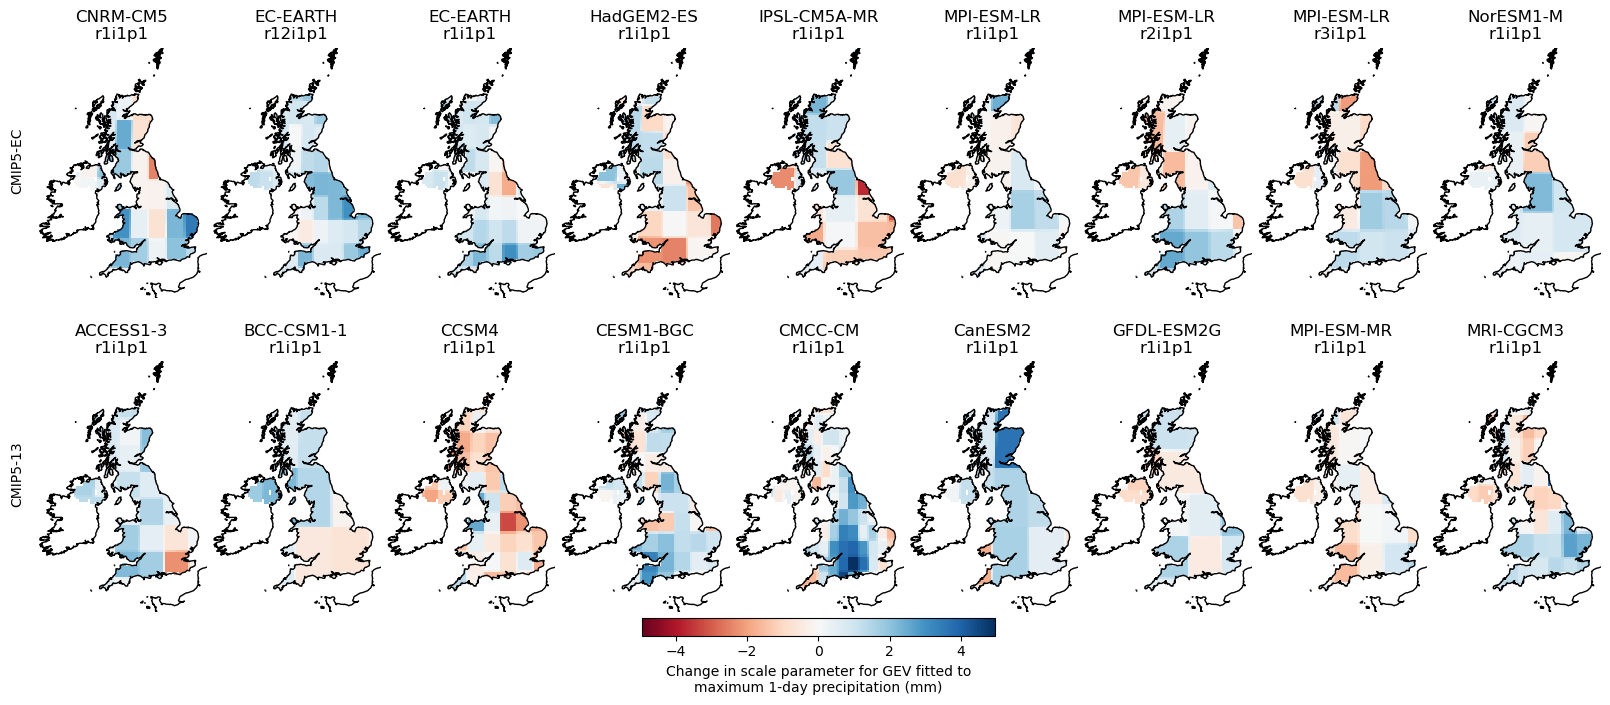 CNRM-CM5
r1i1p1
EC-EARTH
r12i1p1
EC-EARTH
r1i1p1
HadGEM2-ES
r1i1p1
IPSL-CM5A-MR
r1i1p1
MPI-ESM-LR
r1i1p1
MPI-ESM-LR
r2i1p1
MPI-ESM-LR
r3i1p1
NorESM1-M
r1i1p1
CMIP5-EC
ACCESS1-3
r1i1p1
BCC-CSM1-1
r1i1p1
CCSM4
r1i1p1
CESM1-BGC
r1i1p1
CMCC-CM
r1i1p1
CanESM2
r1i1p1
GFDL-ESM2G
r1i1p1
MPI-ESM-MR
r1i1p1
MRI-CGCM3
r1i1p1
CMIP5-13
−4 −2 0 2 4
Change in scale parameter for GEV fitted to
maximum 1-day precipitation (mm)